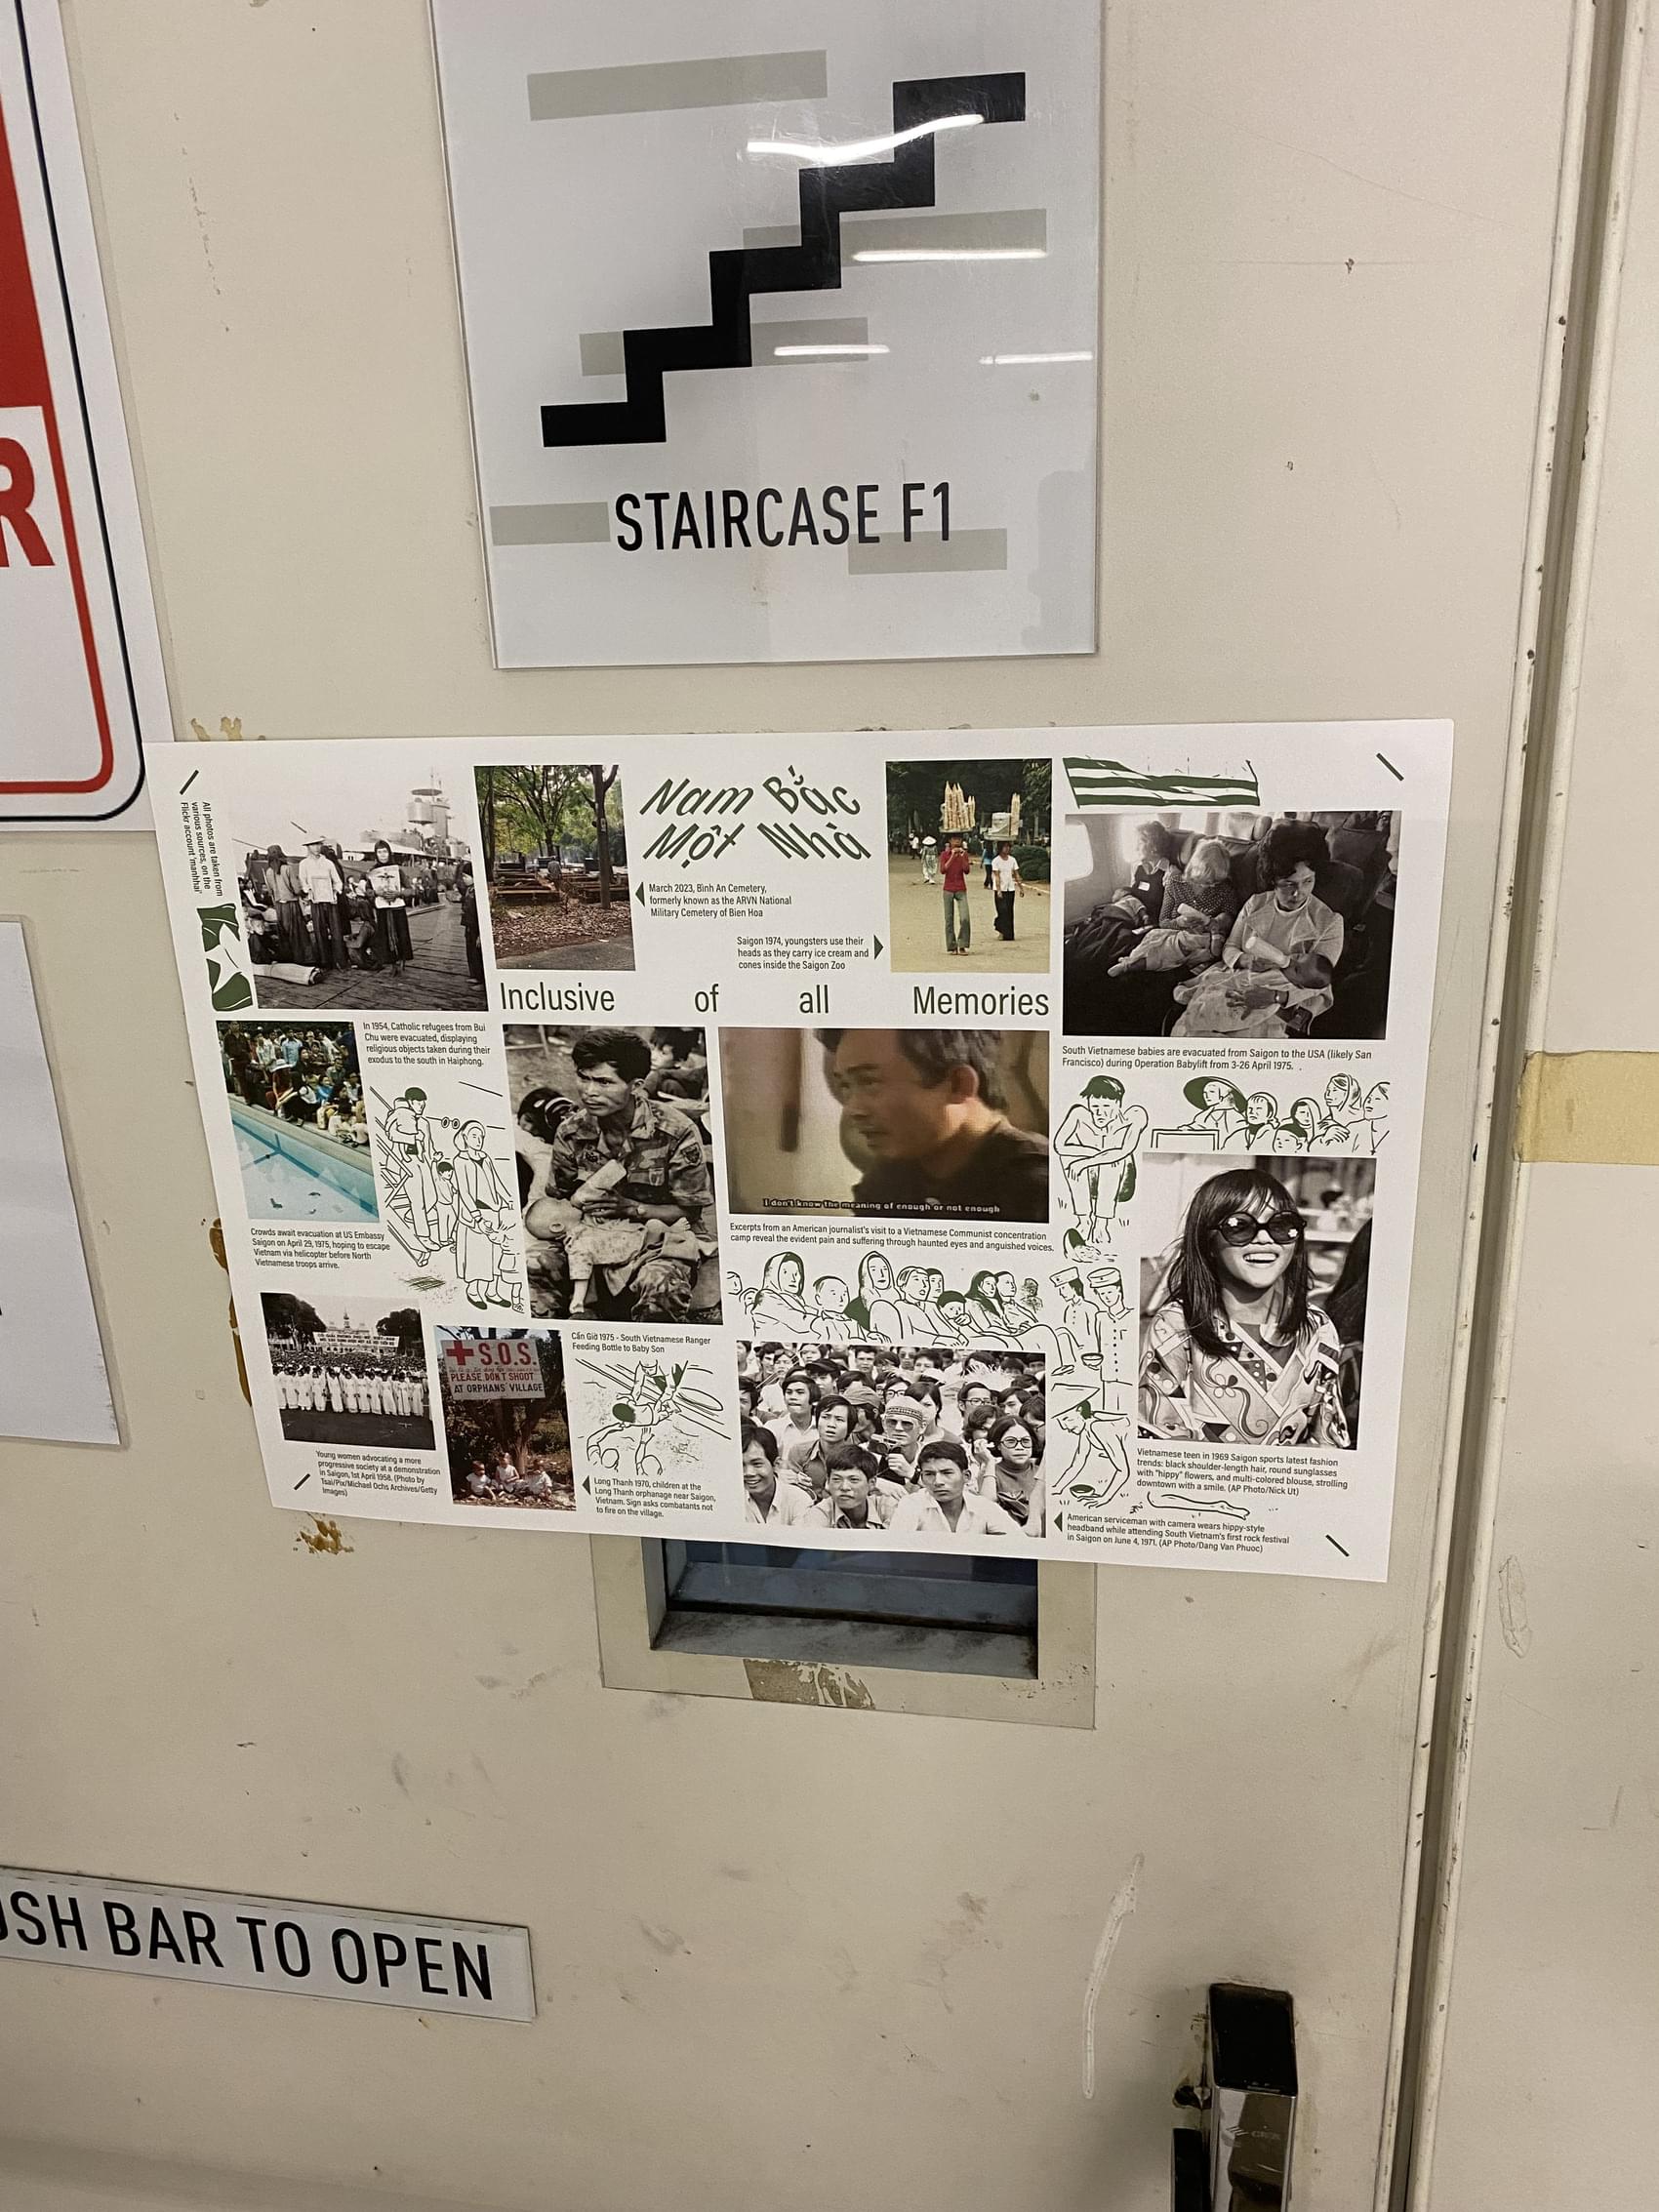 R
STAIRCASE F1
All photos are taken from
various sources, on the
Flickr account 'manhhai'
Nam Bắc
Một Nhà
March 2023, Bình An Cemetery,
formerly known as the ARVN National
Military Cemetery of Bien Hoa
Saigon 1974, youngsters use their
heads as they carry ice cream and
cones inside the Saigon Zoo
Inclusive of all Memories
In 1954, Catholic refugees from Bui
Chu were evacuated, displaying
religious objects taken during their
exodus to the south in Haiphong.
South Vietnamese babies are evacuated from Saigon to the USA (likely San
Francisco) during Operation Babylift from 3-26 April 1975. .
I don't know the meaning of enough or not enough
Crowds await evacuation at US Embassy
Saigon on April 29, 1975, hoping to escape
Vietnam via helicopter before North
Vietnamese troops arrive.
Excerpts from an American journalist's visit to a Vietnamese Communist concentration
camp reveal the evident pain and suffering through haunted eyes and anguished voices.
Cần Giờ 1975 - South Vietnamese Ranger
Feeding Bottle to Baby Son
S.O.S.
PLEASE DON'T SHOOT
AT ORPHANS' VILLAGE
Young women advocating a more
progressive society at a demonstration
in Saigon, 1st April 1958. (Photo by
Tsai/Pix/Michael Ochs Archives/Getty
Images)
Long Thanh 1970, children at the
Long Thanh orphanage near Saigon,
Vietnam. Sign asks combatants not
to fire on the village.
Vietnamese teen in 1969 Saigon sports latest fashion
trends: black shoulder-length hair, round sunglasses
with "hippy" flowers, and multi-colored blouse, strolling
downtown with a smile. (AP Photo/Nick Ut)
American serviceman with camera wears hippy-style
headband while attending South Vietnam's first rock festival
in Saigon on June 4, 1971. (AP Photo/Dang Van Phuoc)
USH BAR TO OPEN